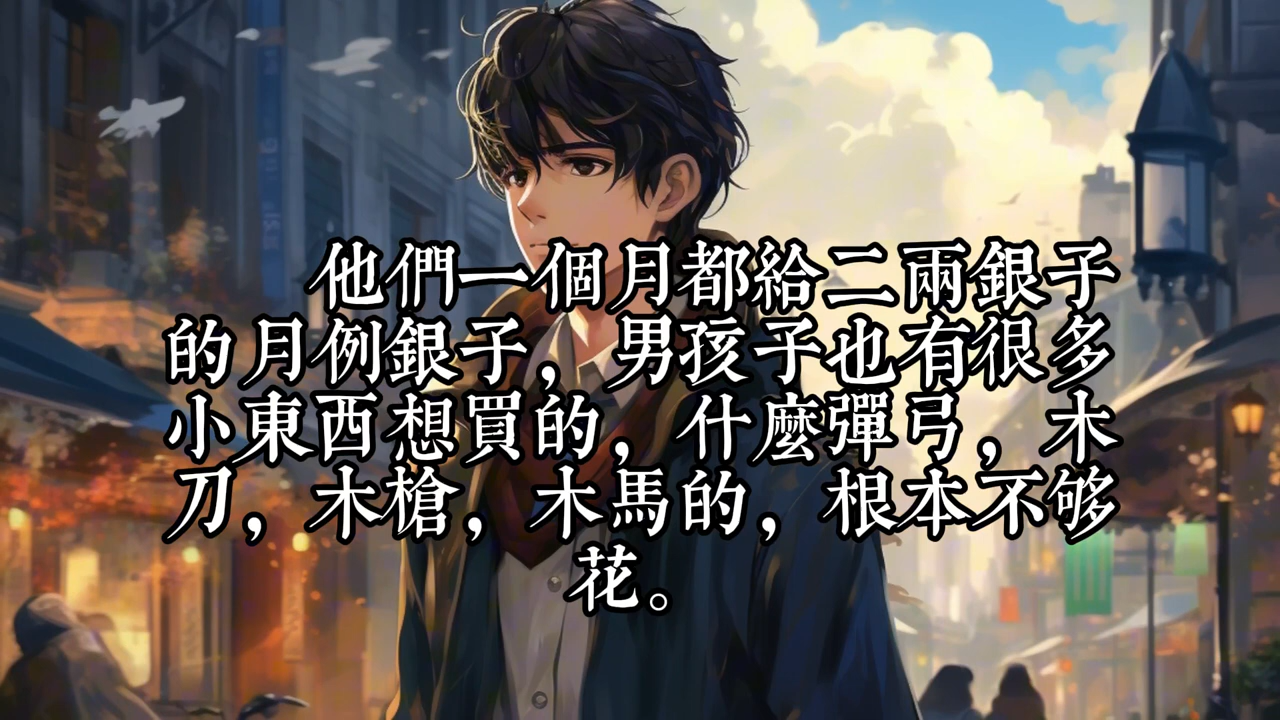 他們一個月都給二兩銀子
的月例銀子，男孩子也有很多
小東西想買的，什麼彈弓，木
刀，木槍，木馬的，根本不够
花。